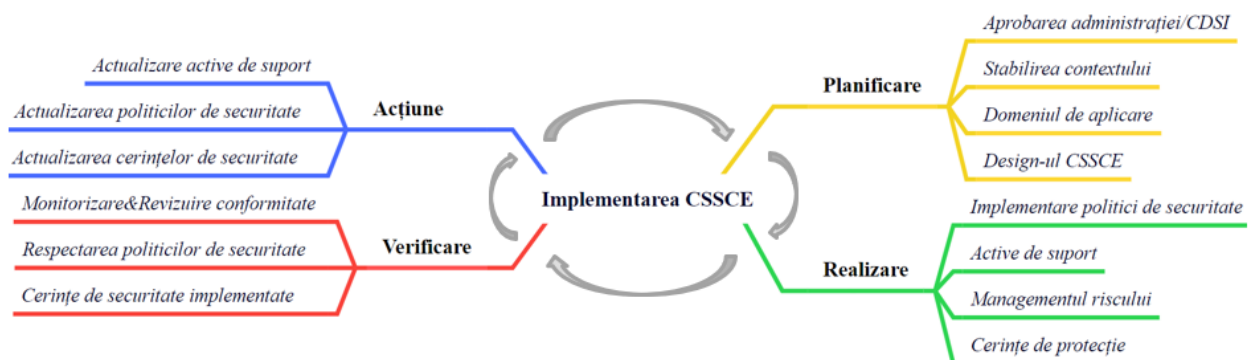 Aprobarea administrației/CDSI
Stabilirea contextului
Planificare
Domeniul de aplicare
Design-ul CSSCE
Implementarea CSSCE
Implementare politici de securitate
Active de suport
Realizare
Managementul riscului
Cerințe de protecție
Actualizare active de suport
Actualizarea politicilor de securitate
Acțiune
Actualizarea cerințelor de securitate
Monitorizare&Revizuire conformitate
Respectarea politicilor de securitate
Verificare
Cerințe de securitate implementate